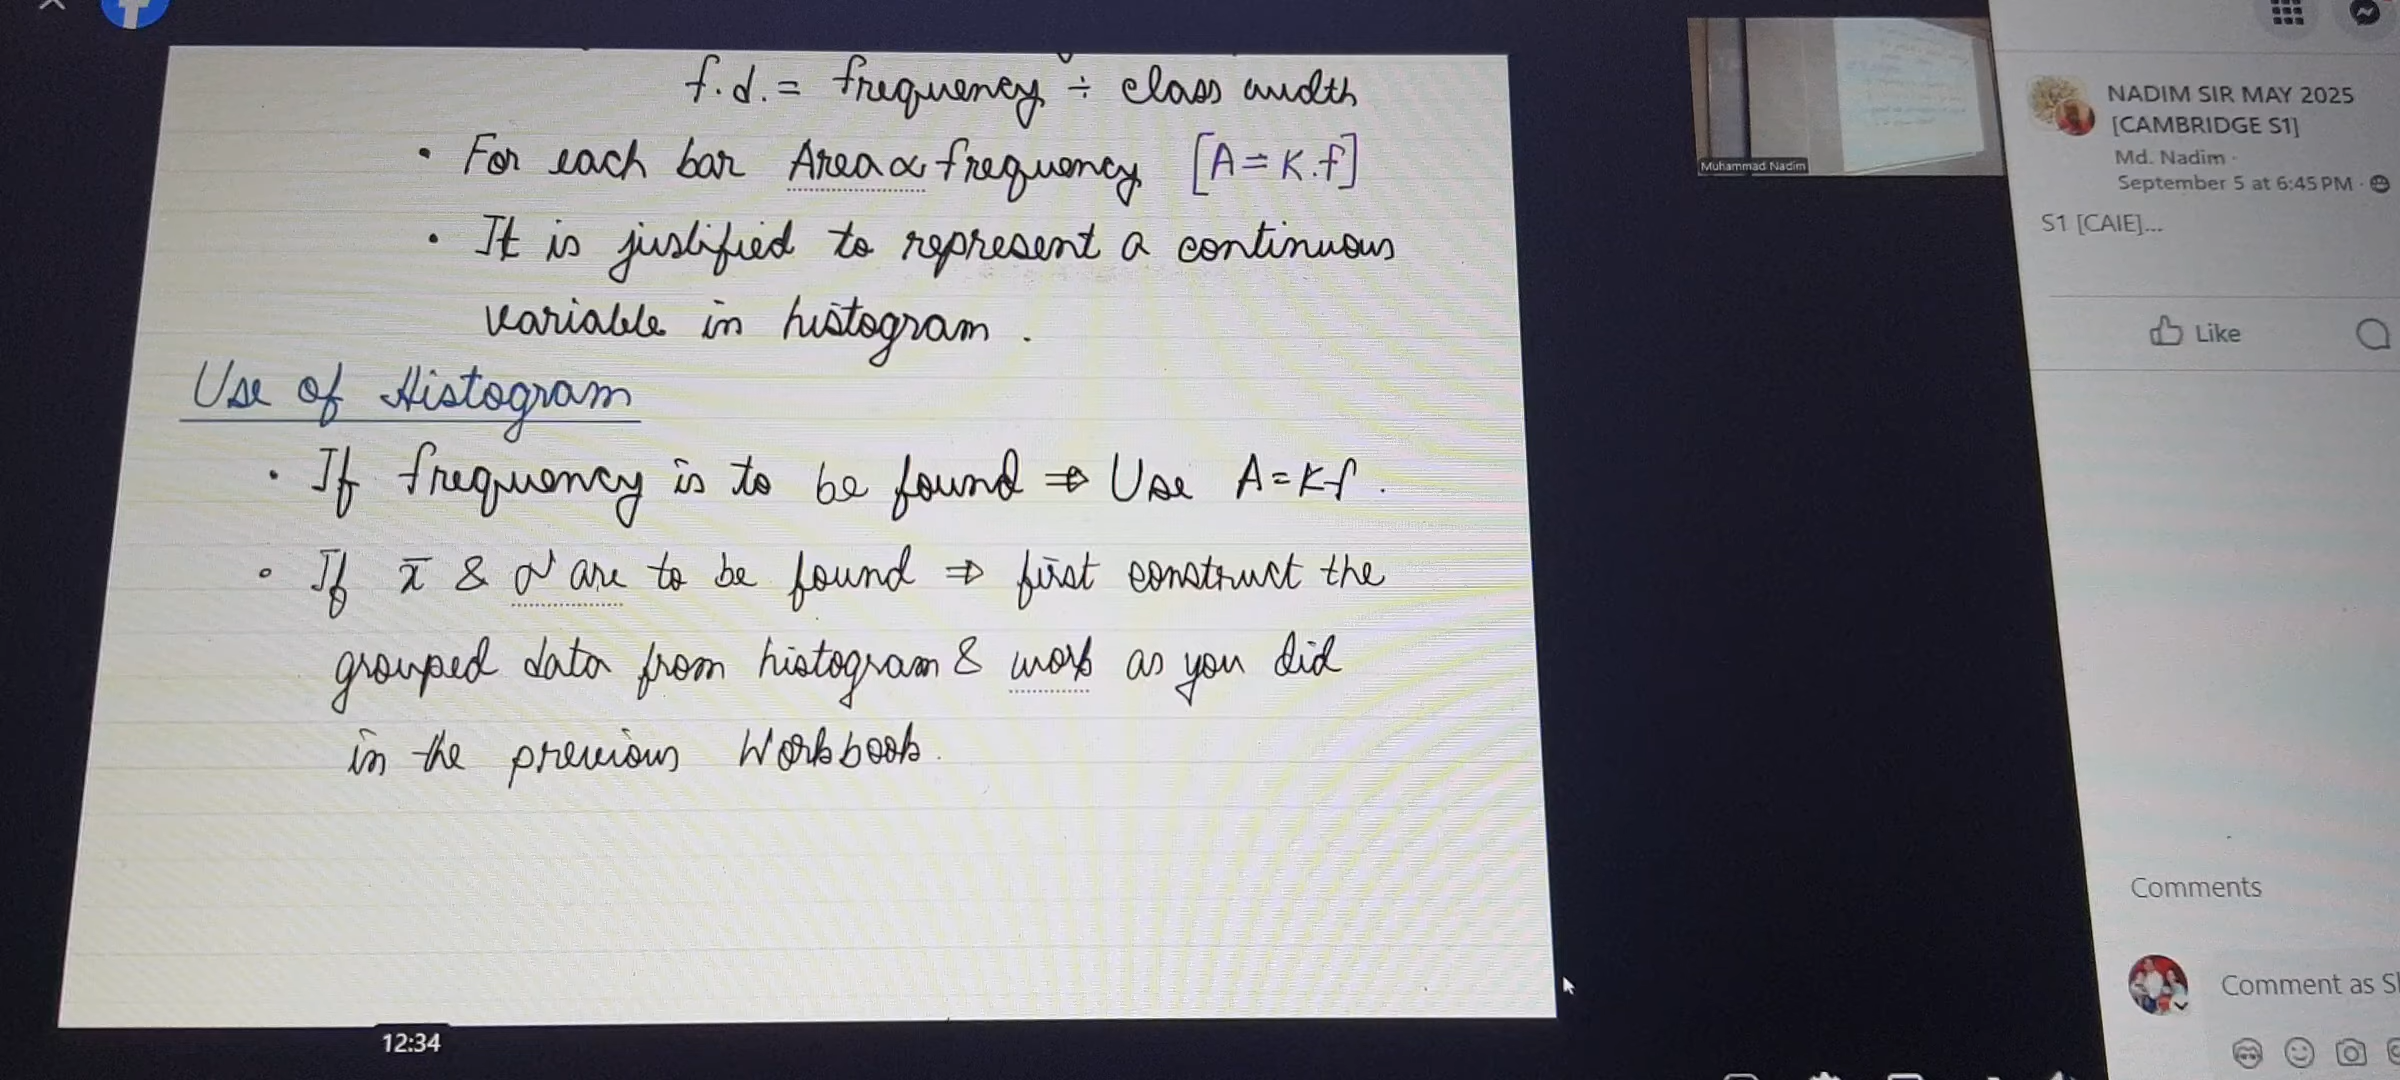 f.d. = frequency ÷ class width
• For each bar Area ∝ frequency [A = K.f]
• It is justified to represent a continuous
variable in histogram.
Use of Histogram
• If frequency is to be found ⇒ Use A = Kf.
• If x̄ & σ are to be found ⇒ first construct the
grouped data from histogram & work as you did
in the previous Workbook.
12:34
Muhammad Nadim
NADIM SIR MAY 2025
[CAMBRIDGE S1]
Md. Nadim ·
September 5 at 6:45 PM ·
S1 [CAIE]...
Like
Comments
Comment as